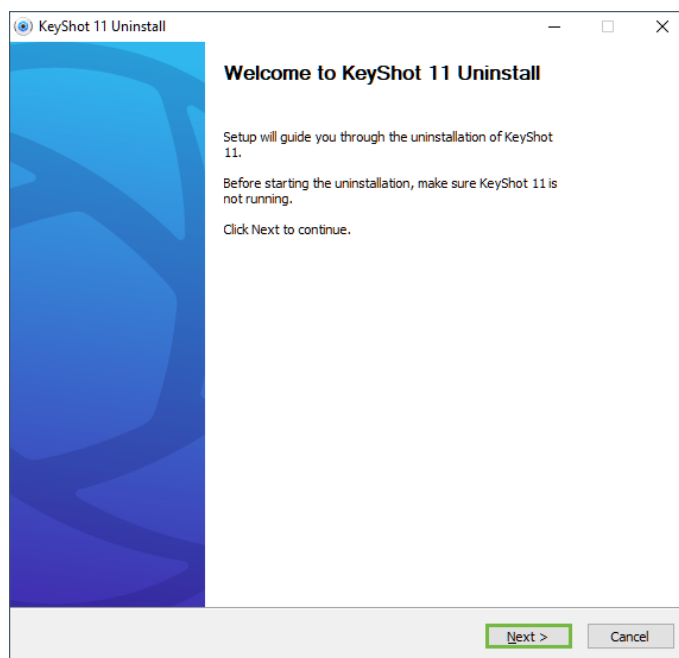 KeyShot 11 Uninstall
Welcome to KeyShot 11 Uninstall
Setup will guide you through the uninstallation of KeyShot
11.
Before starting the uninstallation, make sure KeyShot 11 is
not running.
Click Next to continue.
Next >
Cancel